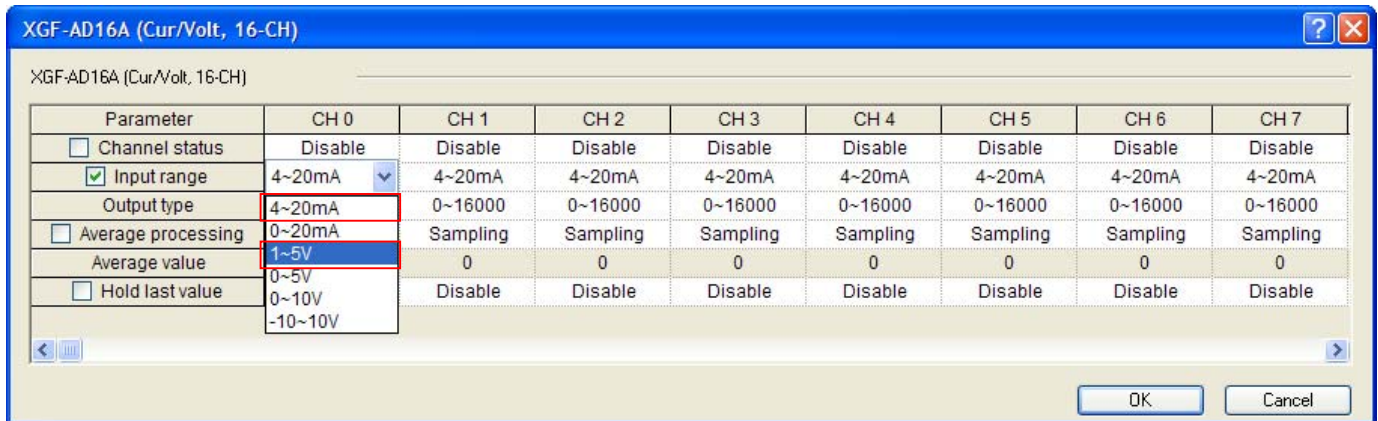 XGF-AD16A (Cur/Volt, 16-CH)
XGF-AD16A (Cur/Volt, 16-CH)
Parameter CH 0 CH 1 CH 2 CH 3 CH 4 CH 5 CH 6 CH 7
Channel status Disable Disable Disable Disable Disable Disable Disable Disable
Input range 4~20mA 4~20mA 4~20mA 4~20mA 4~20mA 4~20mA 4~20mA 4~20mA
Output type 4~20mA 0~16000 0~16000 0~16000 0~16000 0~16000 0~16000 0~16000
Average processing 0~20mA Sampling Sampling Sampling Sampling Sampling Sampling Sampling
1~5V
Average value 0 0 0 0 0 0 0
0~5V
Hold last value 0~10V Disable Disable Disable Disable Disable Disable Disable
-10~10V
OK Cancel